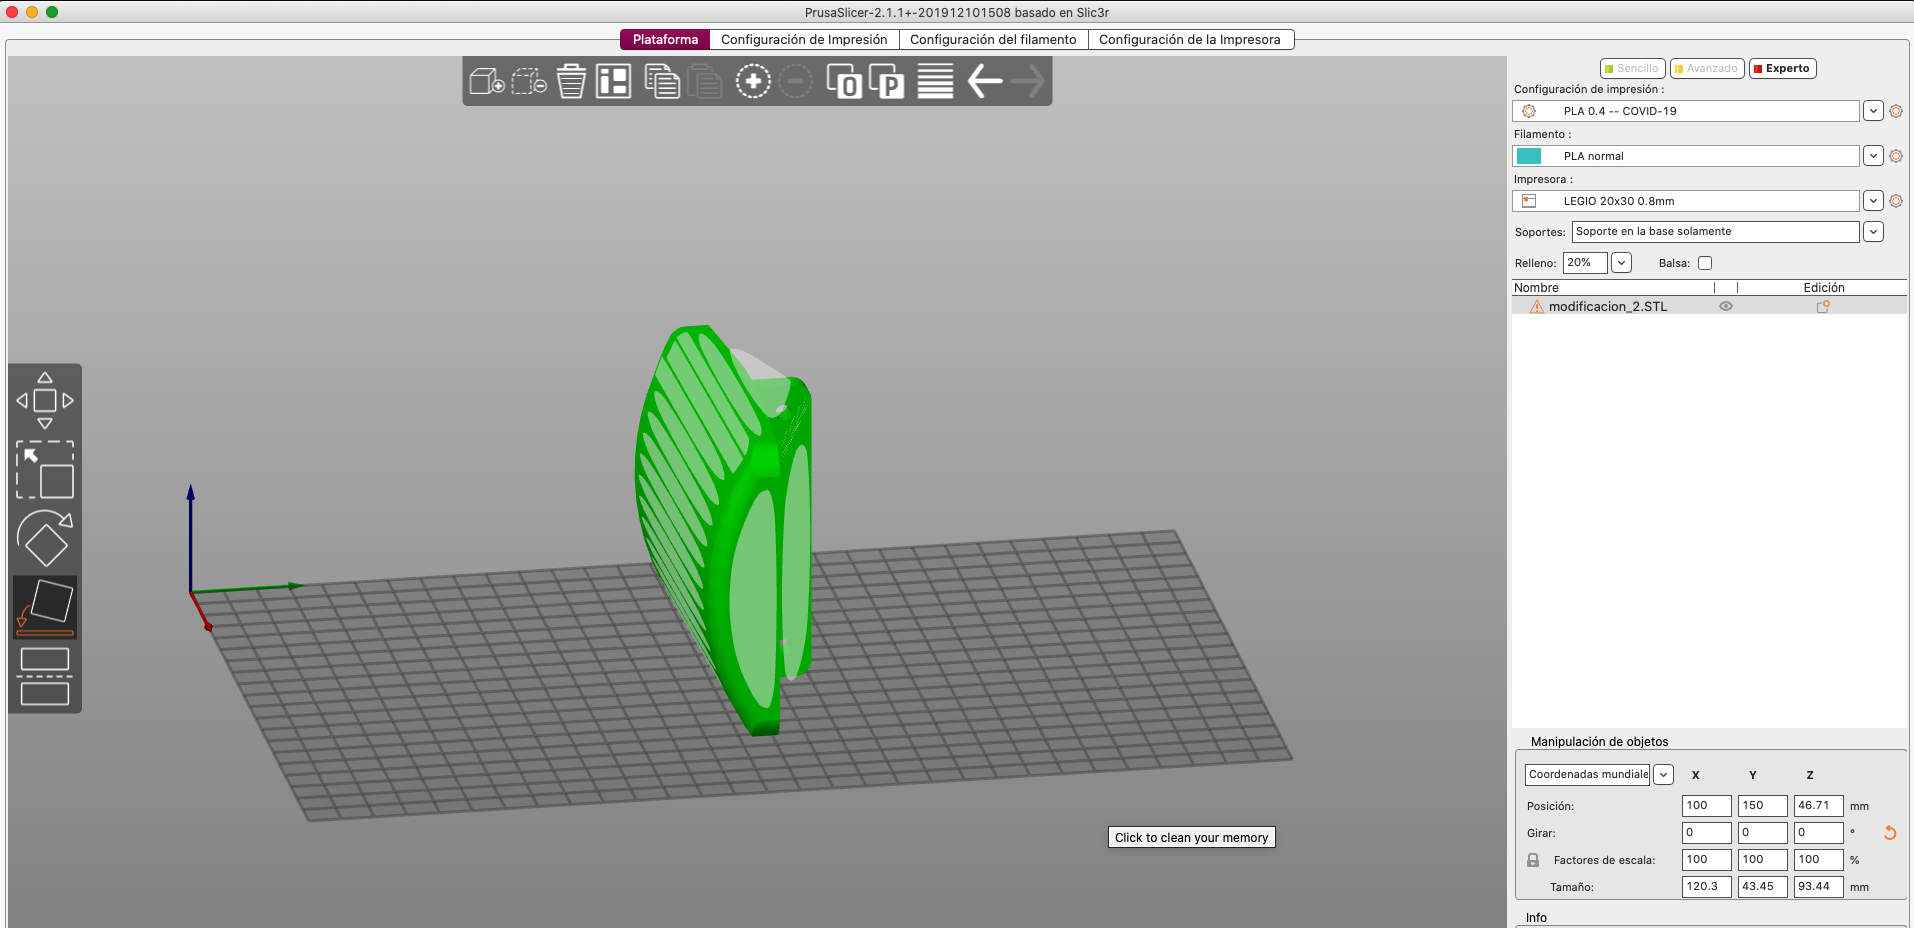 PrusaSlicer-2.1.1+-201912101508 basado en Slic3r
Plataforma Configuración de Impresión Configuración del filamento Configuración de la Impresora
O P
Sencillo Avanzado Experto
Configuración de impresión :
PLA 0.4 -- COVID-19
Filamento :
PLA normal
Impresora :
LEGIO 20x30 0.8mm
Soportes: Soporte en la base solamente
Relleno: 20% Balsa:
Nombre Edición
modificacion_2.STL
Manipulación de objetos
Coordenadas mundiale X Y Z
Posición: 100 150 46.71 mm
Girar: 0 0 0 °
Factores de escala: 100 100 100 %
Tamaño: 120.3 43.45 93.44 mm
Info
Click to clean your memory